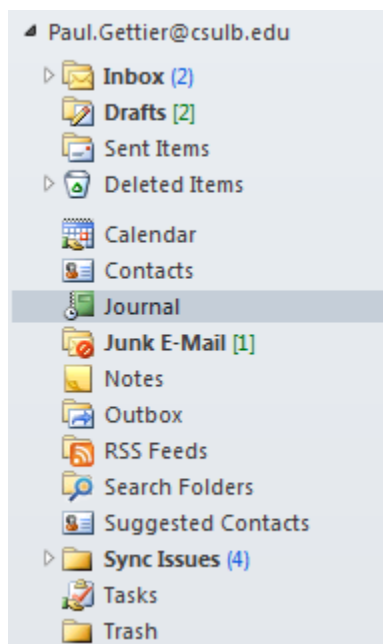 Paul.Gettier@csulb.edu
Inbox (2)
Drafts [2]
Sent Items
Deleted Items
Calendar
Contacts
Journal
Junk E-Mail [1]
Notes
Outbox
RSS Feeds
Search Folders
Suggested Contacts
Sync Issues (4)
Tasks
Trash